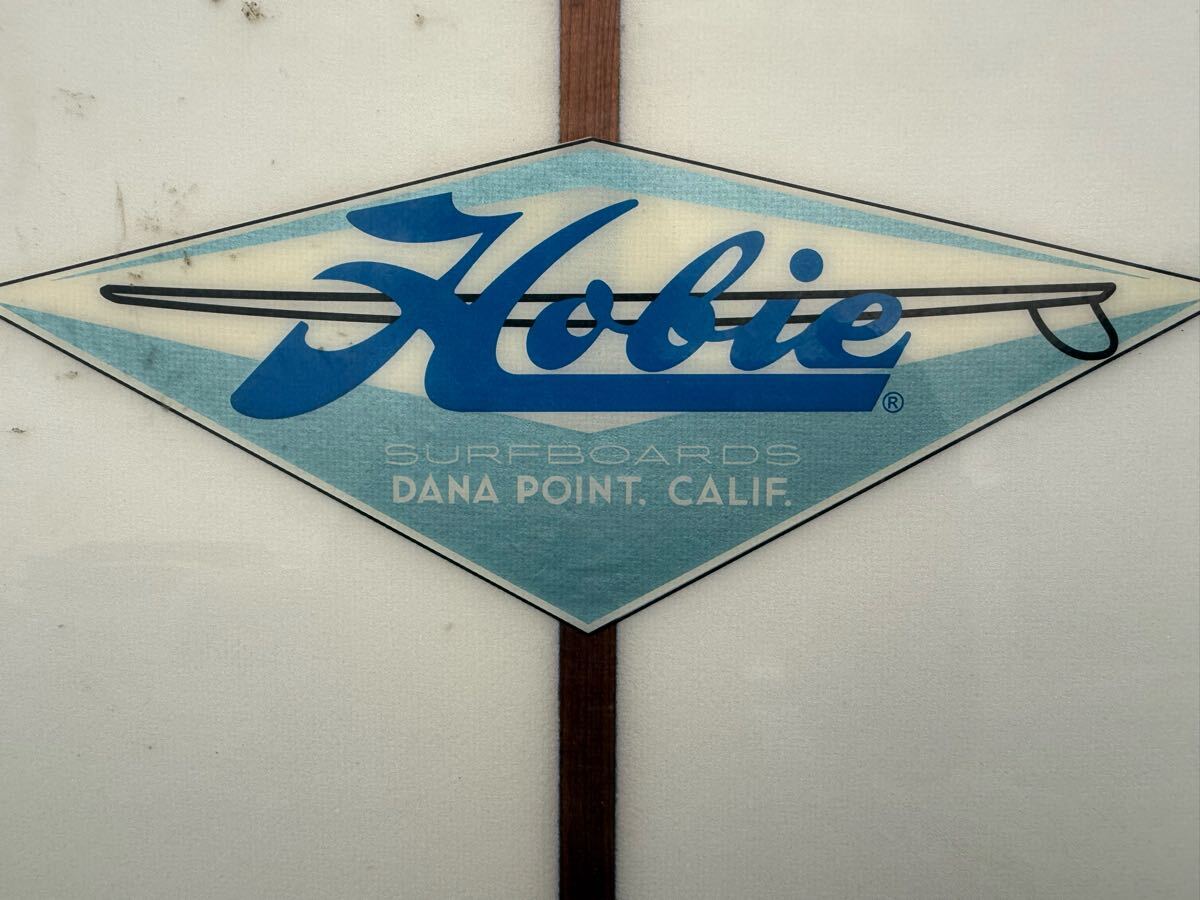 Hobie®
SURFBOARDS
DANA POINT. CALIF.